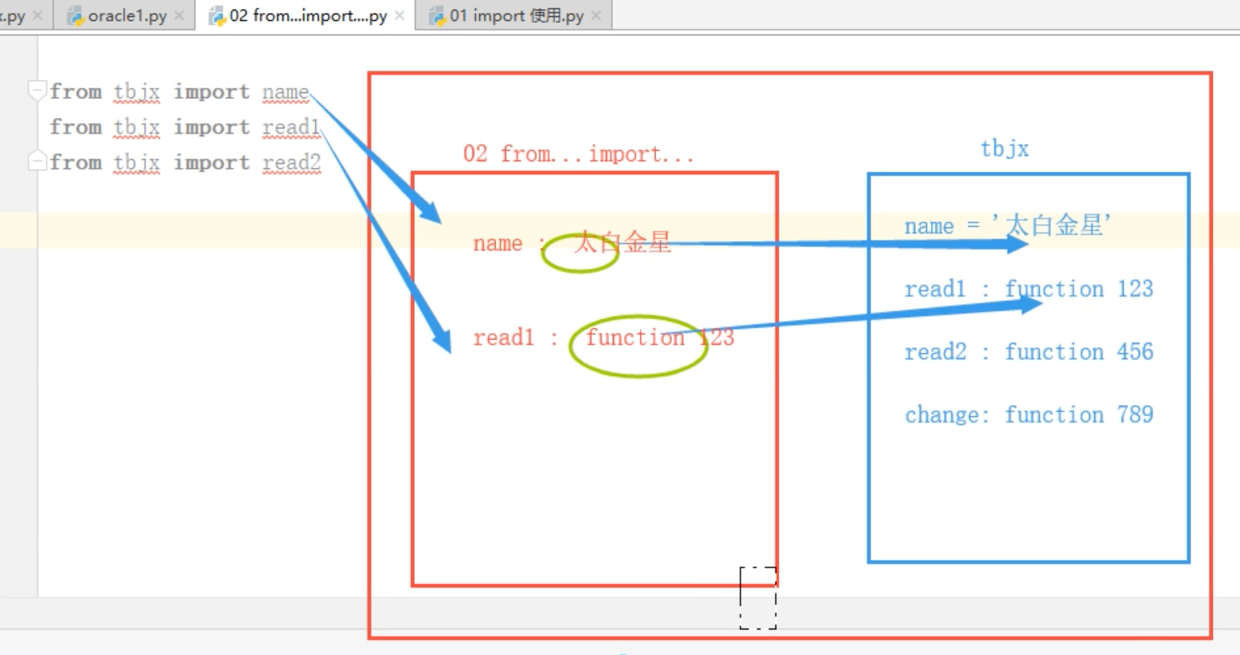 .py
oracle1.py
02 from...import....py
01 import 使用.py
from tbjx import name
from tbjx import read1
from tbjx import read2
02 from...import...
name : 太白金星
read1 : function 123
tbjx
name = '太白金星'
read1 : function 123
read2 : function 456
change: function 789